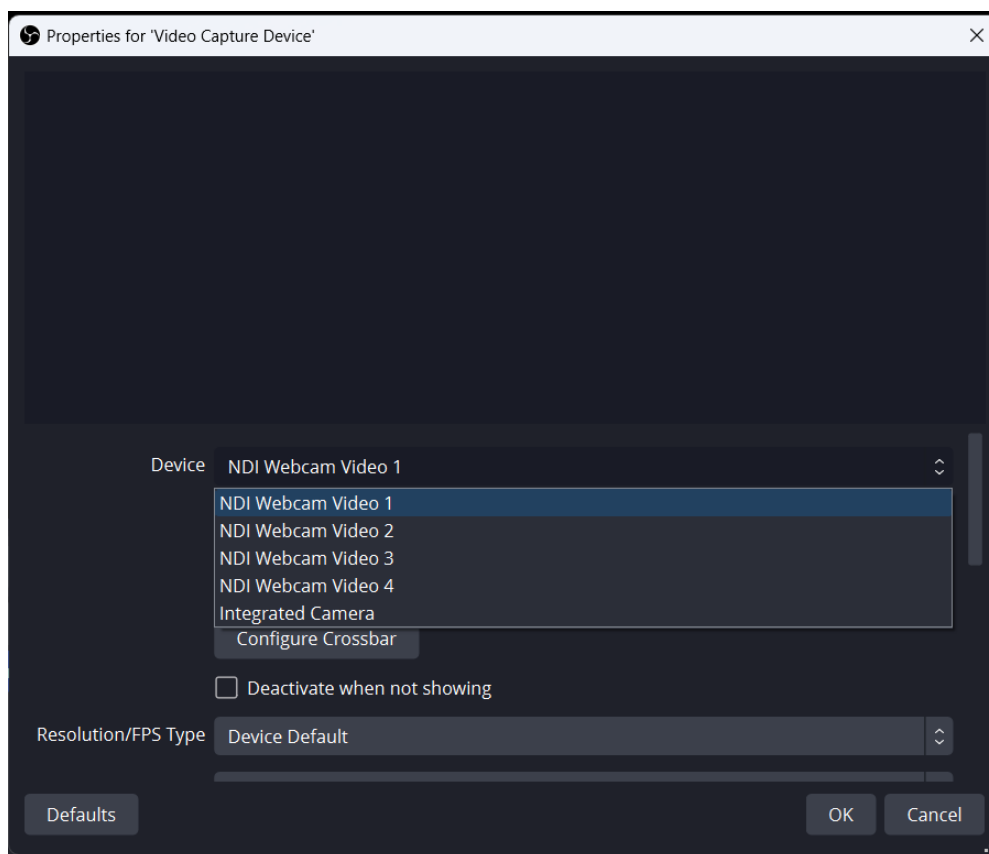 Properties for 'Video Capture Device'
Device NDI Webcam Video 1
NDI Webcam Video 1
NDI Webcam Video 2
NDI Webcam Video 3
NDI Webcam Video 4
Integrated Camera
Configure Crossbar
Deactivate when not showing
Resolution/FPS Type Device Default
Defaults OK Cancel